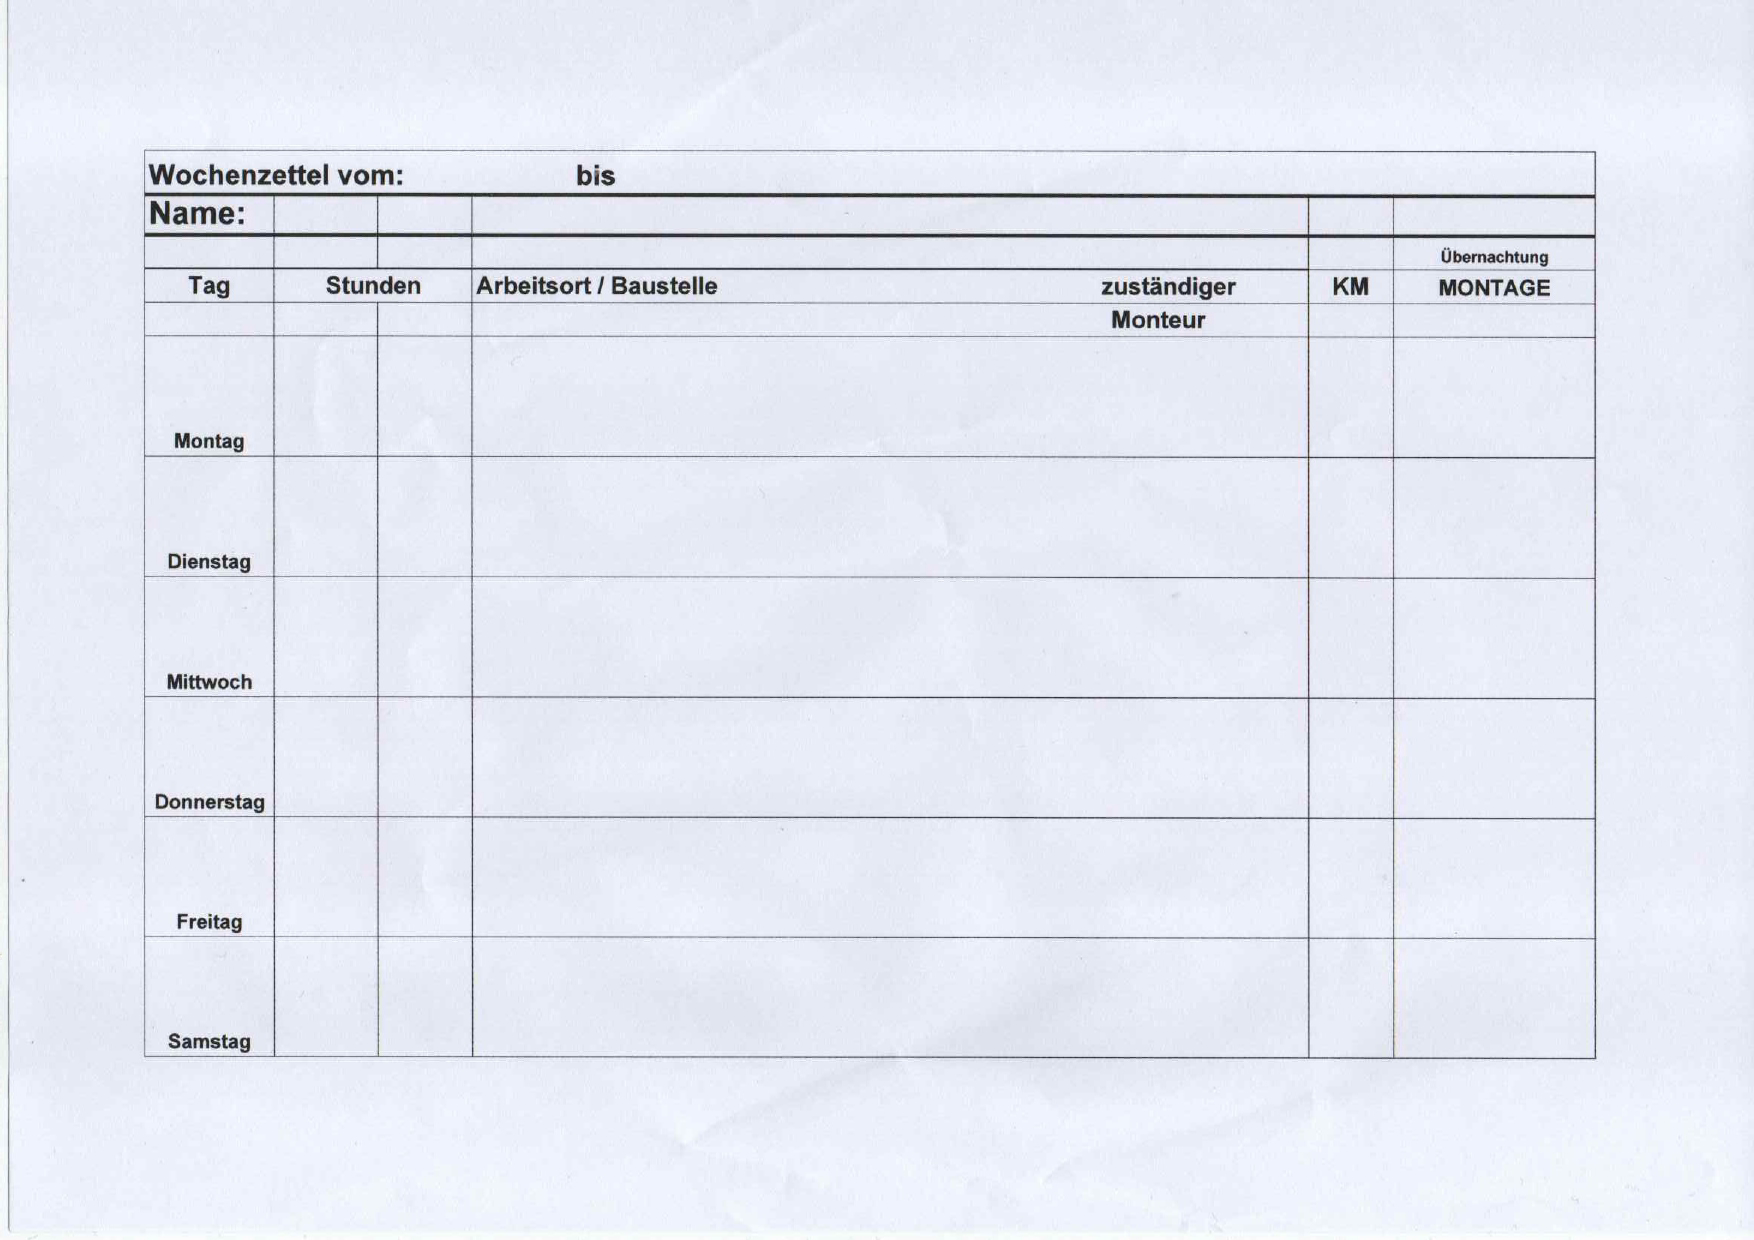 Wochenzettel vom: bis
Name:
Übernachtung
Tag Stunden Arbeitsort / Baustelle zuständiger KM MONTAGE
Monteur
Montag
Dienstag
Mittwoch
Donnerstag
Freitag
Samstag